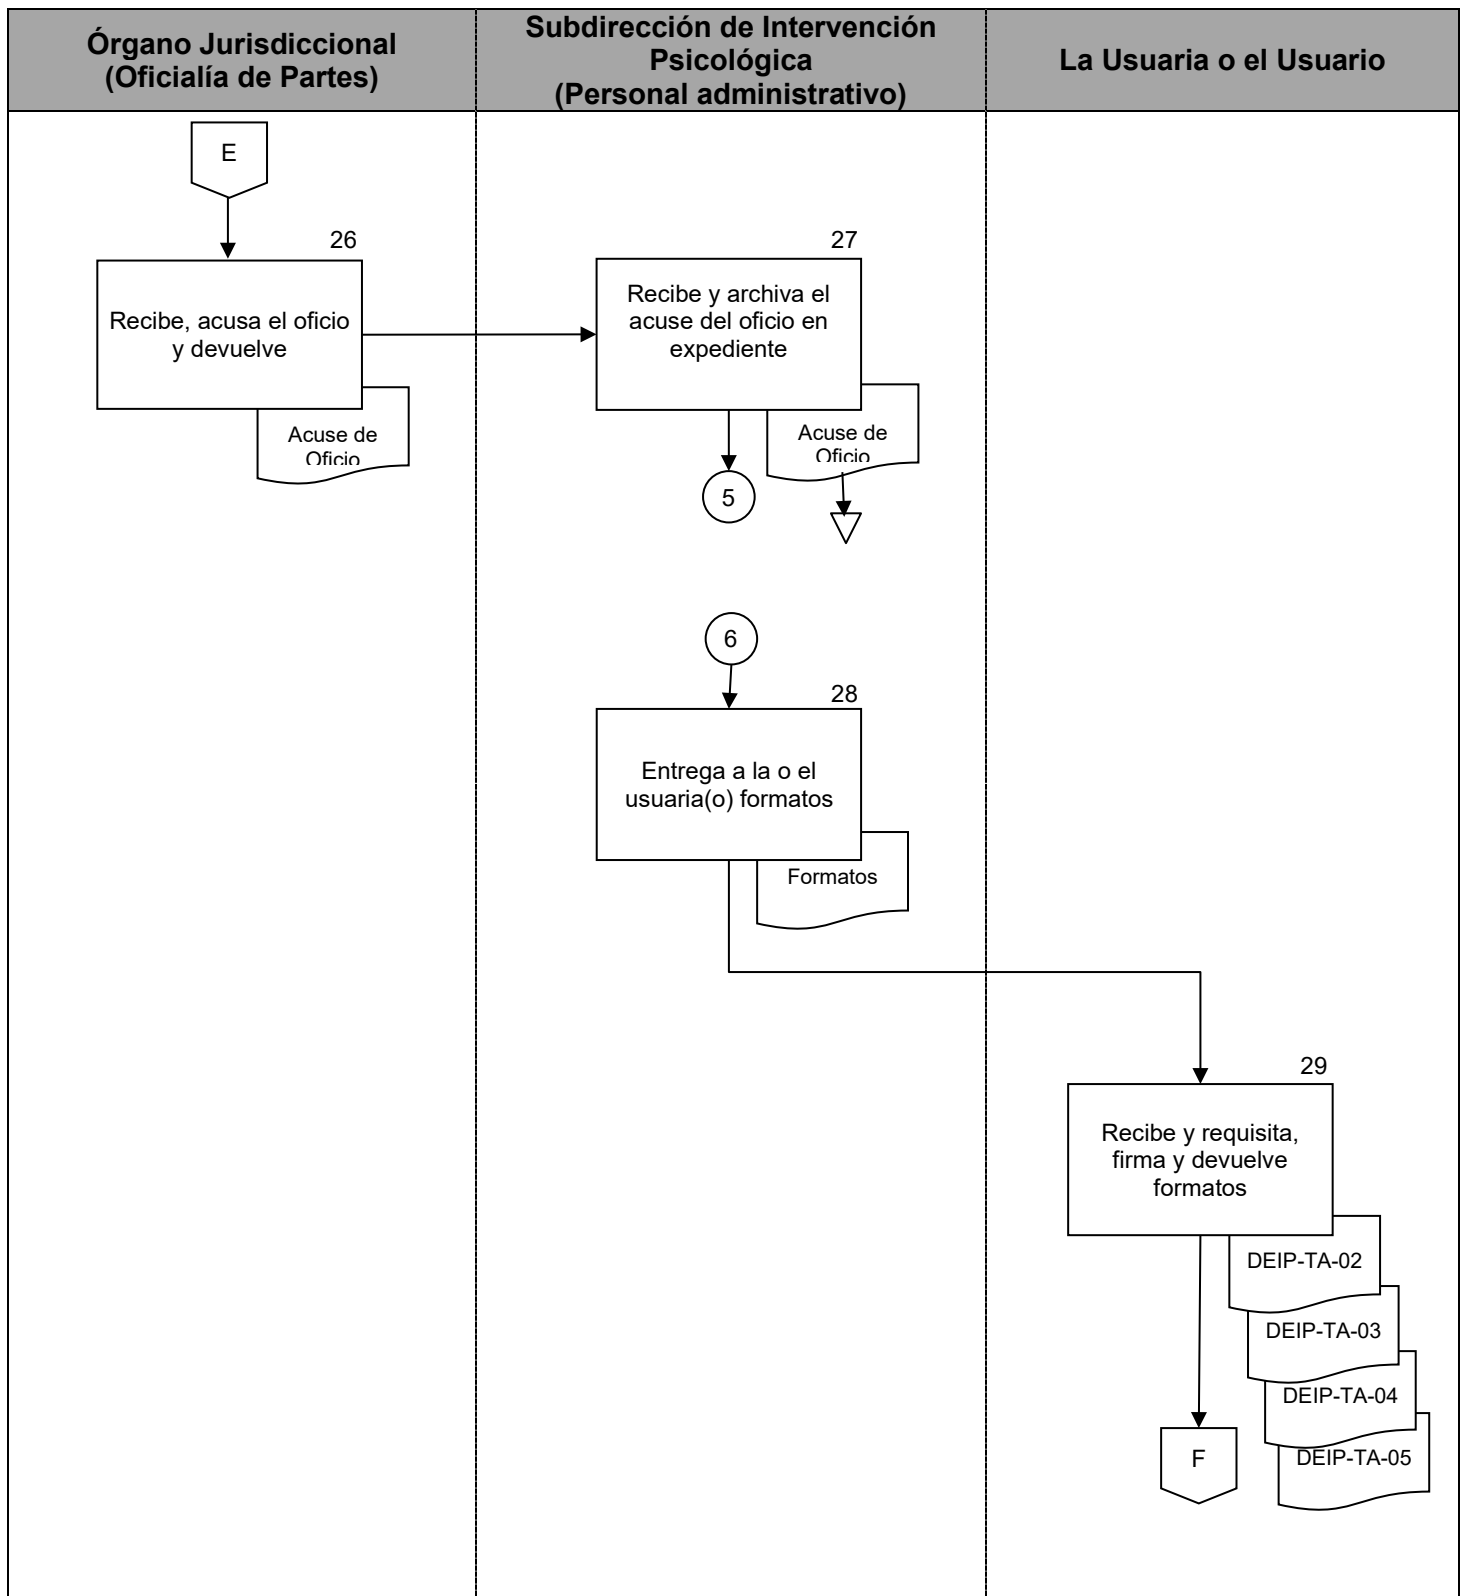 Órgano Jurisdiccional
(Oficialía de Partes)
Subdirección de Intervención
Psicológica
(Personal administrativo)
La Usuaria o el Usuario
E
26
Recibe, acusa el oficio
y devuelve
Acuse de
Oficio
27
Recibe y archiva el
acuse del oficio en
expediente
Acuse de
Oficio
5
6
28
Entrega a la o el
usuaria(o) formatos
Formatos
29
Recibe y requisita,
firma y devuelve
formatos
DEIP-TA-02
DEIP-TA-03
DEIP-TA-04
DEIP-TA-05
F